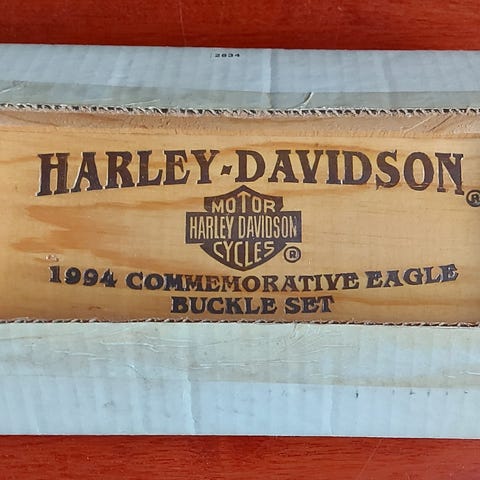 2834
HARLEY-DAVIDSON®
MOTOR
HARLEY DAVIDSON
CYCLES ®
1994 COMMEMORATIVE EAGLE
BUCKLE SET